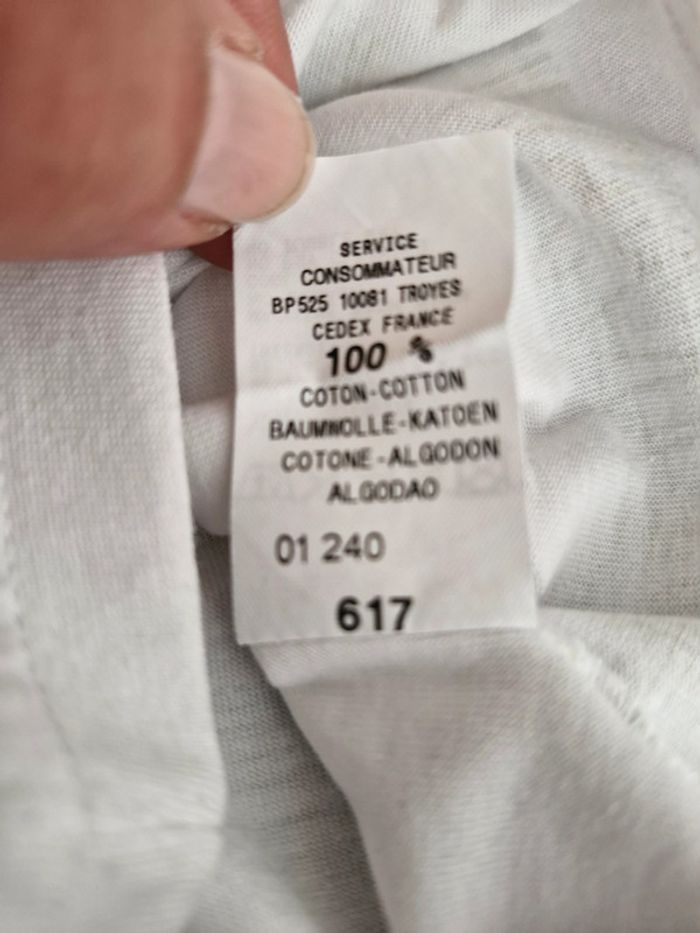 SERVICE
CONSOMMATEUR
BP525 10081 TROYES
CEDEX FRANCE
100 %
COTON-COTTON
BAUMWOLLE-KATOEN
COTONE-ALGODON
ALGODAO
01 240
617